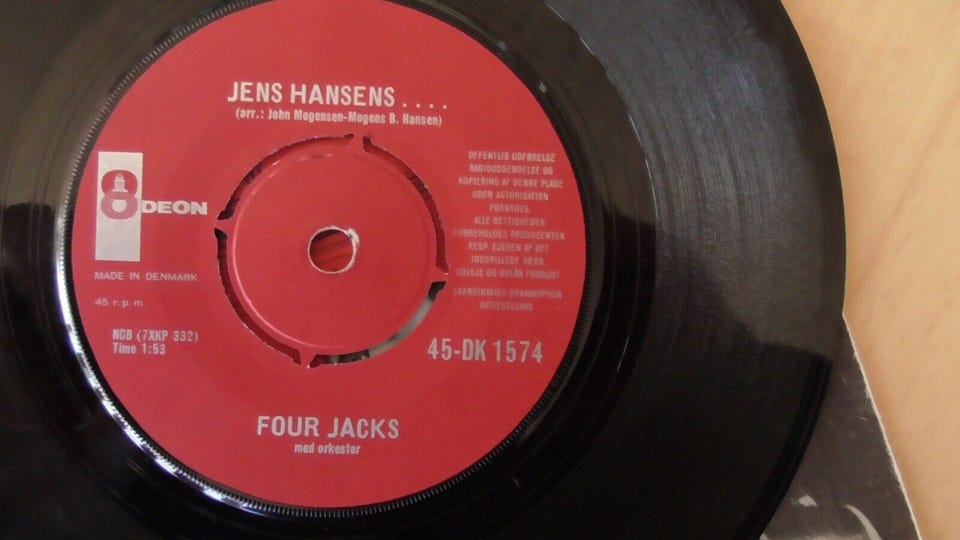 JENS HANSENS ....
(arr.: John Mogensen-Mogens B. Hansen)
ODEON
MADE IN DENMARK
45 r.p.m.
NCB (7XKP 332)
Time 1:53
OFFENTLIG UDFØRELSE
RADIOUDSENDELSE OG
KOPIERING AF DENNE PLADE
UDEN AUTORISATION
FORBYDES.
ALLE RETTIGHEDER
FORBEHOLDES PRODUCENTEN
RESP. EJEREN AF DET
INDSPILLEDE VÆRK.
UDLEJE OG UDLÅN FORBUDT
SKANDINAVISK GRAMMOPHON
AKTIESELSKAB
45-DK 1574
FOUR JACKS
med orkester